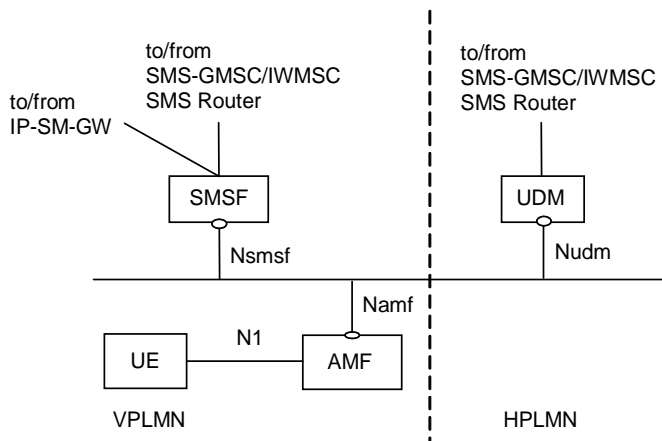 to/from
SMS-GMSC/IWMSC
SMS Router
to/from
IP-SM-GW
SMSF
Nsmsf
to/from
SMS-GMSC/IWMSC
SMS Router
UDM
Nudm
Namf
N1
UE
AMF
VPLMN
HPLMN